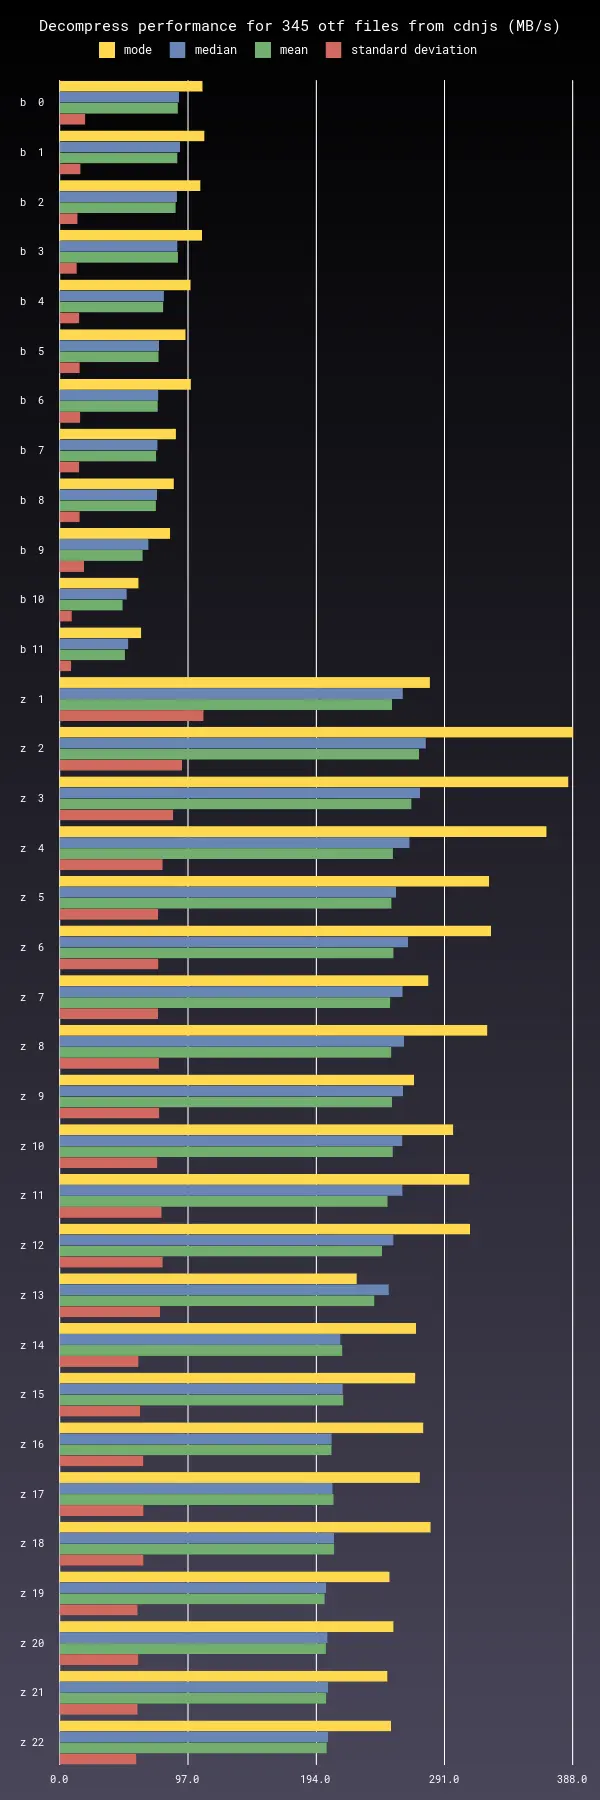 Decompress performance for 345 otf files from cdnjs (MB/s)
mode median mean standard deviation
b 0
b 1
b 2
b 3
b 4
b 5
b 6
b 7
b 8
b 9
b 10
b 11
z 1
z 2
z 3
z 4
z 5
z 6
z 7
z 8
z 9
z 10
z 11
z 12
z 13
z 14
z 15
z 16
z 17
z 18
z 19
z 20
z 21
z 22
0.0 97.0 194.0 291.0 388.0